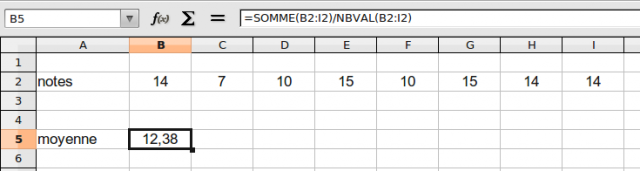 B5 f(x) Σ = =SOMME(B2:I2)/NBVAL(B2:I2)
A B C D E F G H I
1
2 notes 14 7 10 15 10 15 14 14
3
4
5 moyenne 12,38
6